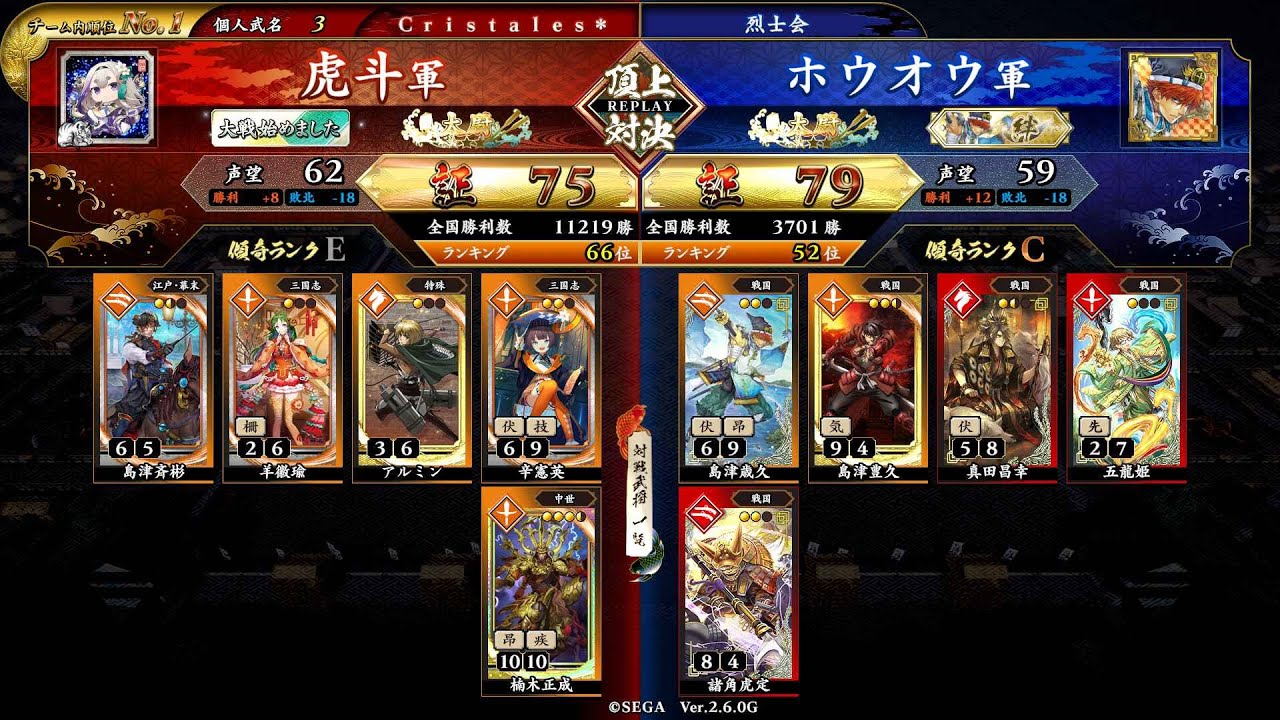 チーム内順位 No.1 個人武名 3 Cristales*
烈士会
虎斗軍
頂上
REPLAY
対決
ホウオウ軍
大戦始めました
太尉
太尉
絆
声望 62
勝利 +8 敗北 -18
証 75
証 79
声望 59
勝利 +12 敗北 -18
全国勝利数 11219勝
全国勝利数 3701勝
傾奇ランク E
ランキング 66位
ランキング 52位
傾奇ランク C
江戸・幕末
三国志
特殊
三国志
戦国
戦国
戦国
戦国
柵
伏 技
伏 昂
気
伏
先
6 5
2 6
3 6
6 9
6 9
9 4
5 8
2 7
島津斉彬
羊徽瑜
アルミン
辛憲英
島津歳久
島津豊久
真田昌幸
五龍姫
対戦武将一覧
中世
戦国
昂 疾
10 10
8 4
楠木正成
諸角虎定
©SEGA Ver.2.6.0G